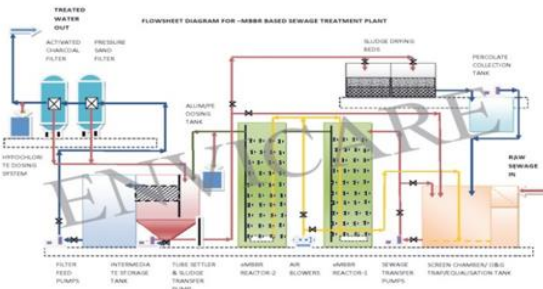 TREATED
WATER
OUT
FLOWSHEET DIAGRAM FOR -MBBR BASED SEWAGE TREATMENT PLANT
ACTIVATED
CHARCOAL
FILTER
PRESSURE
SAND
FILTER
SLUDGE DRYING
BEDS
PERCOLATE
COLLECTION
TANK
ALUM/PE
DOSING
TANK
HYPOCHLORI
TE DOSING
SYSTEM
RAW
SEWAGE
IN
ENVICARE
FILTER
FEED
PUMPS
INTERMEDIA
TE STORAGE
TANK
TUBE SETTLER
& SLUDGE
TRANSFER
eMBBR
REACTOR-2
AIR
BLOWERS
eMBBR
REACTOR-1
SEWAGE
TRANSFER
PUMPS
SCREEN CHAMBER/ O&G
TRAP/EQUALISATION TANK